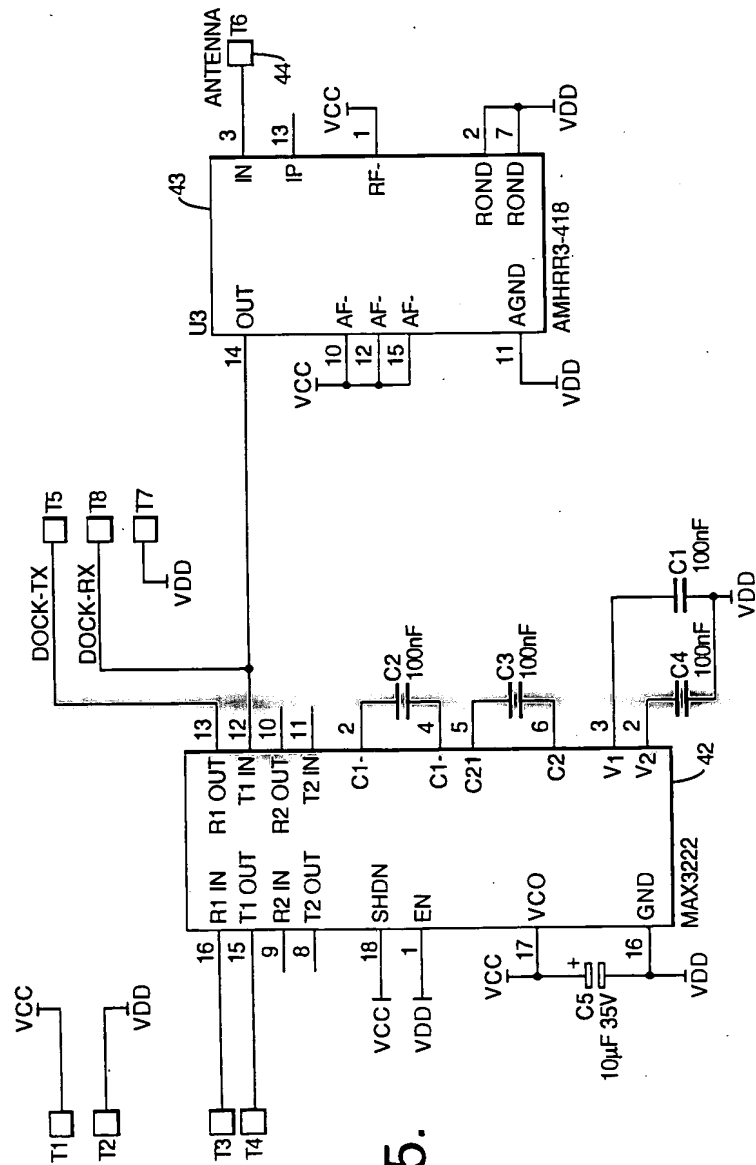 T1
VCC
T2
VDD
T3
T4
16
R1 IN
15
T1 OUT
9
R2 IN
8
T2 OUT
VCC
18
SHDN
VDD
1
EN
VCC
17
VCO
+
C5
10µF 35V
16
GND
VDD
MAX3222
42
R1 OUT
13
T1 IN
12
R2 OUT
10
T2 IN
11
C1-
2
C2
100nF
C1-
4
C21
5
C3
100nF
C2
6
V1
3
C1
100nF
V2
2
C4
100nF
VDD
DOCK-TX
T5
DOCK-RX
T8
T7
VDD
U3
43
14
OUT
VCC
10
AF-
12
AF-
15
AF-
11
AGND
VDD
AMHRR3-418
IN
3
ANTENNA
T6
44
IP
13
RF-
1
VCC
ROND
2
ROND
7
VDD
5.